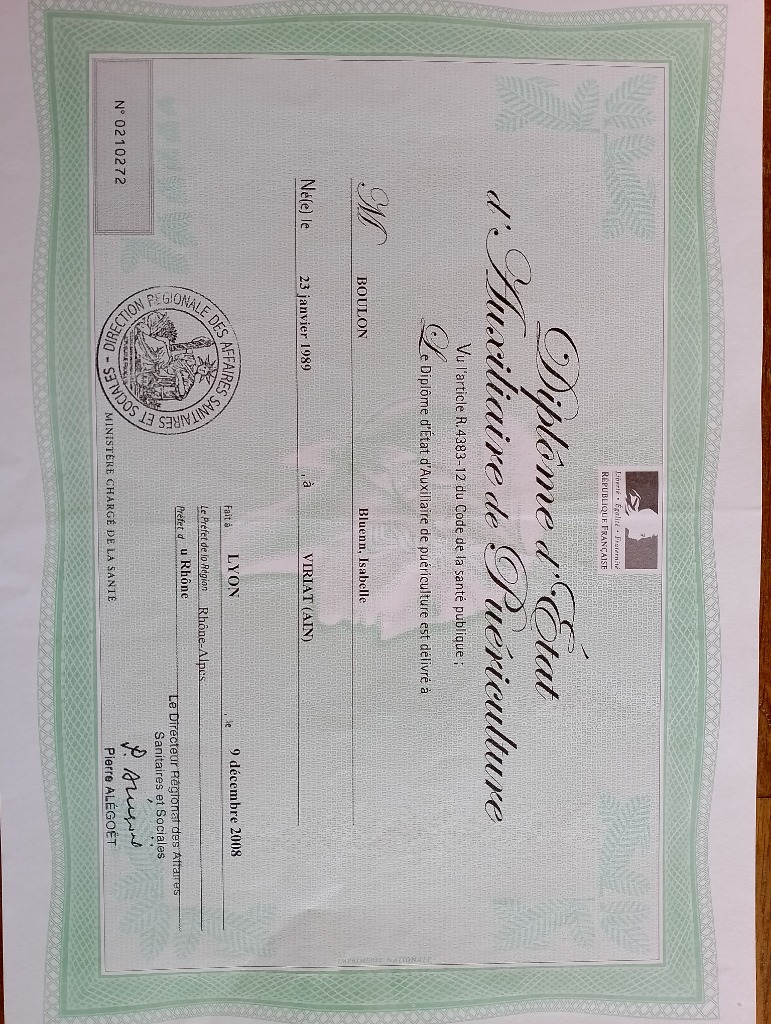 Liberté • Égalité • Fraternité
RÉPUBLIQUE FRANÇAISE
Diplôme d'État
d'Auxiliaire de Puériculture
Vu l'article R.4383-12 du Code de la santé publique ;
Le Diplôme d'État d'Auxiliaire de puériculture est délivré à
M BOULON Bluenn, Isabelle
Né(e) le 23 janvier 1989 , à VIRIAT (AIN)
Fait à LYON , le 9 décembre 2008
Le Préfet de la Région Rhône-Alpes
Préfet d u Rhône
Le Directeur Régional des Affaires
Sanitaires et Sociales
Pierre ALÉGOËT
DIRECTION REGIONALE DES AFFAIRES SANITAIRES ET SOCIALES -
MINISTÈRE CHARGÉ DE LA SANTÉ
N° 0210272
IMPRIMERIE NATIONALE